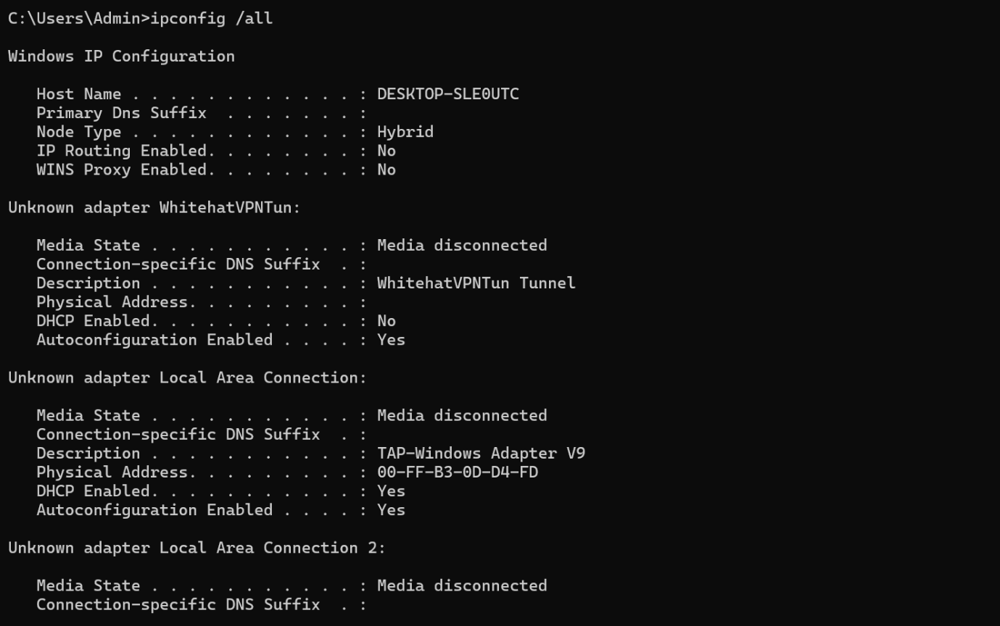 C:\Users\Admin>ipconfig /all
Windows IP Configuration
Host Name . . . . . . . . . . . . : DESKTOP-SLE0UTC
Primary Dns Suffix  . . . . . . . :
Node Type . . . . . . . . . . . . : Hybrid
IP Routing Enabled. . . . . . . . : No
WINS Proxy Enabled. . . . . . . . : No
Unknown adapter WhitehatVPNTun:
Media State . . . . . . . . . . . : Media disconnected
Connection-specific DNS Suffix  . :
Description . . . . . . . . . . . : WhitehatVPNTun Tunnel
Physical Address. . . . . . . . . :
DHCP Enabled. . . . . . . . . . . : No
Autoconfiguration Enabled . . . . : Yes
Unknown adapter Local Area Connection:
Media State . . . . . . . . . . . : Media disconnected
Connection-specific DNS Suffix  . :
Description . . . . . . . . . . . : TAP-Windows Adapter V9
Physical Address. . . . . . . . . : 00-FF-B3-0D-D4-FD
DHCP Enabled. . . . . . . . . . . : Yes
Autoconfiguration Enabled . . . . : Yes
Unknown adapter Local Area Connection 2:
Media State . . . . . . . . . . . : Media disconnected
Connection-specific DNS Suffix  . :